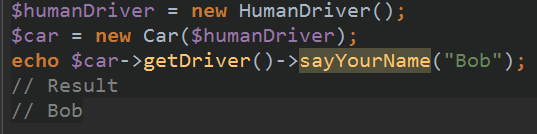 $humanDriver = new HumanDriver();
$car = new Car($humanDriver);
echo $car->getDriver()->sayYourName("Bob");
// Result
// Bob